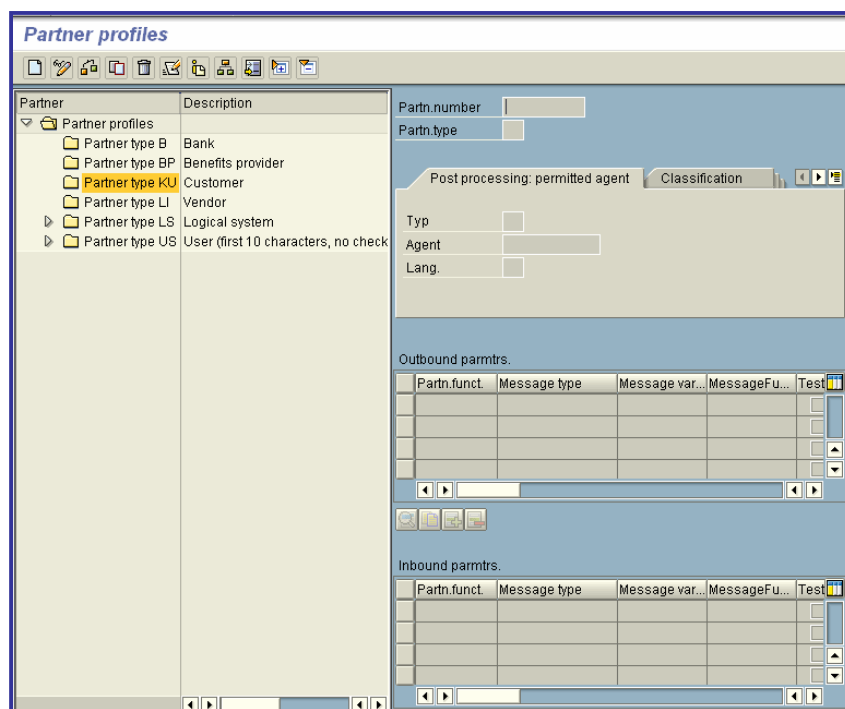 Partner profiles
Partner Description
Partner profiles
Partner type B Bank
Partner type BP Benefits provider
Partner type KU Customer
Partner type LI Vendor
Partner type LS Logical system
Partner type US User (first 10 characters, no check
Partn.number
Partn.type
Post processing: permitted agent Classification
Typ
Agent
Lang.
Outbound parmtrs.
Partn.funct. Message type Message var... MessageFu... Test
Inbound parmtrs.
Partn.funct. Message type Message var... MessageFu... Test